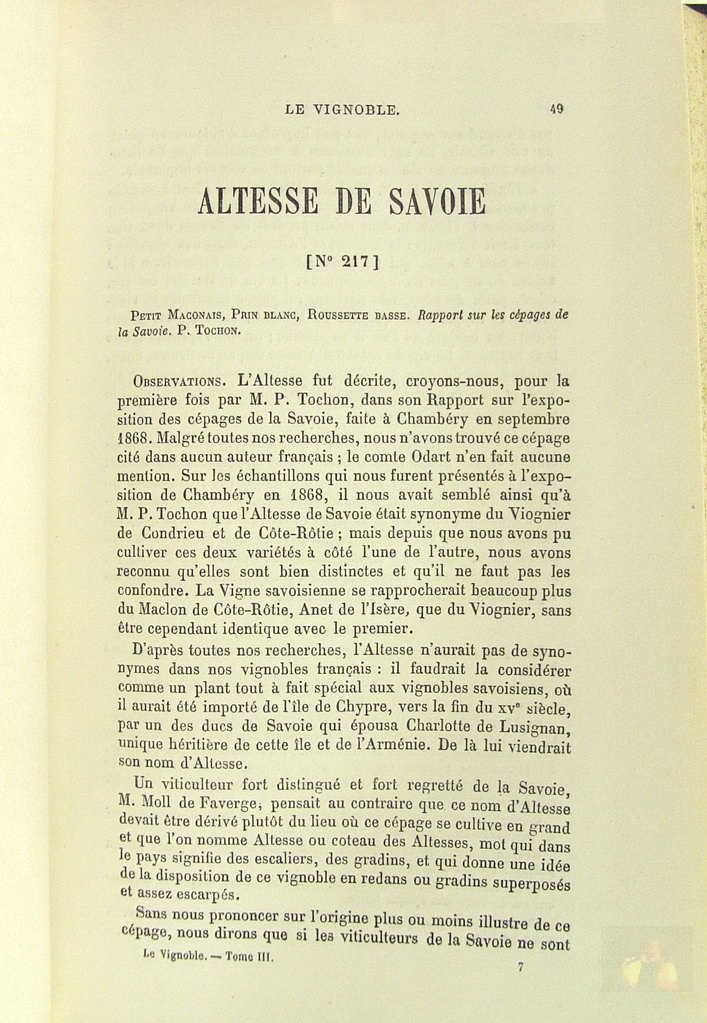 LE VIGNOBLE. 49
ALTESSE DE SAVOIE
[N° 217]
PETIT MACONAIS, PRIN BLANC, ROUSSETTE BASSE. Rapport sur les cépages de
la Savoie. P. TOCHON.
OBSERVATIONS. L'Altesse fut décrite, croyons-nous, pour la
première fois par M. P. Tochon, dans son Rapport sur l'expo-
sition des cépages de la Savoie, faite à Chambéry en septembre
1868. Malgré toutes nos recherches, nous n'avons trouvé ce cépage
cité dans aucun auteur français ; le comte Odart n'en fait aucune
mention. Sur les échantillons qui nous furent présentés à l'expo-
sition de Chambéry en 1868, il nous avait semblé ainsi qu'à
M. P. Tochon que l'Altesse de Savoie était synonyme du Viognier
de Condrieu et de Côte-Rôtie ; mais depuis que nous avons pu
cultiver ces deux variétés à côté l'une de l'autre, nous avons
reconnu qu'elles sont bien distinctes et qu'il ne faut pas les
confondre. La Vigne savoisienne se rapprocherait beaucoup plus
du Maclon de Côte-Rôtie, Anet de l'Isère, que du Viognier, sans
être cependant identique avec le premier.
D'après toutes nos recherches, l'Altesse n'aurait pas de syno-
nymes dans nos vignobles français : il faudrait la considérer
comme un plant tout à fait spécial aux vignobles savoisiens, où
il aurait été importé de l'île de Chypre, vers la fin du XVe siècle,
par un des ducs de Savoie qui épousa Charlotte de Lusignan,
unique héritière de cette île et de l'Arménie. De là lui viendrait
son nom d'Altesse.
Un viticulteur fort distingué et fort regretté de la Savoie,
M. Moll de Faverge, pensait au contraire que ce nom d'Altesse
devait être dérivé plutôt du lieu où ce cépage se cultive en grand
et que l'on nomme Altesse ou coteau des Altesses, mot qui dans
le pays signifie des escaliers, des gradins, et qui donne une idée
de la disposition de ce vignoble en redans ou gradins superposés
et assez escarpés.
Sans nous prononcer sur l'origine plus ou moins illustre de ce
cépage, nous dirons que si les viticulteurs de la Savoie ne sont
Le Vignoble. — Tome III. 7